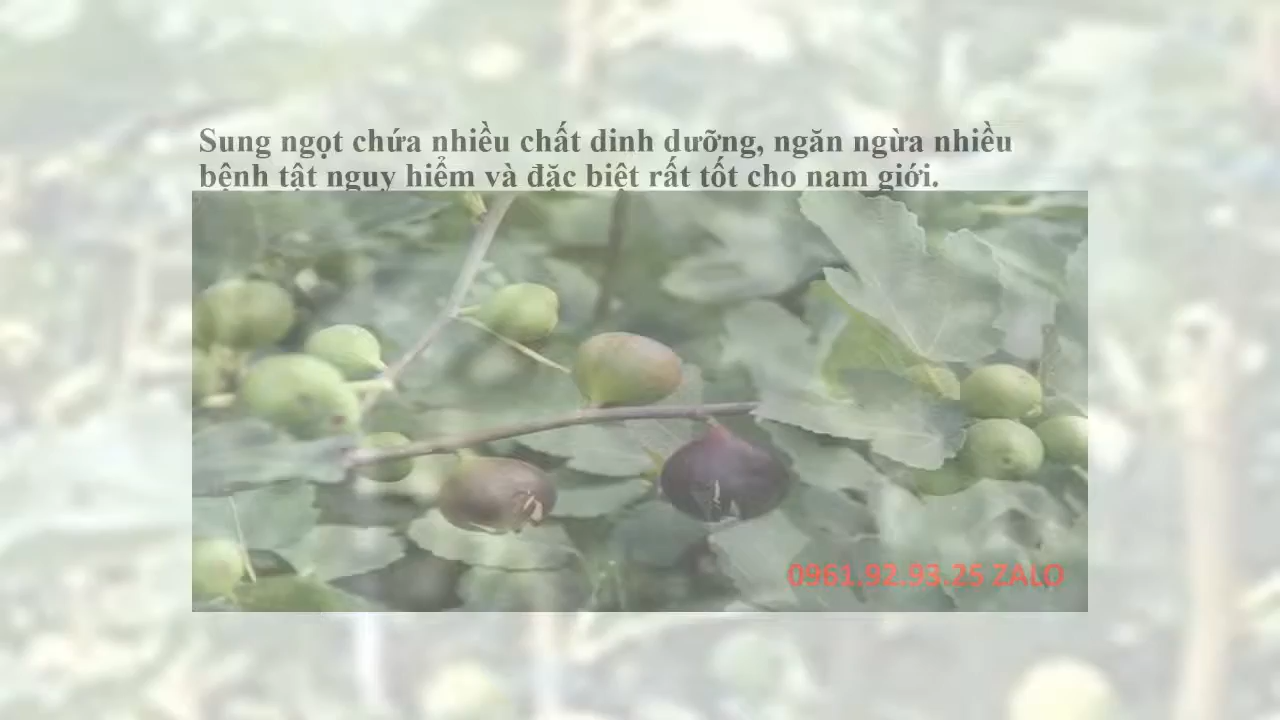 Sung ngọt chứa nhiều chất dinh dưỡng, ngăn ngừa nhiều
bệnh tật nguy hiểm và đặc biệt rất tốt cho nam giới.
0961.92.93.25 ZALO